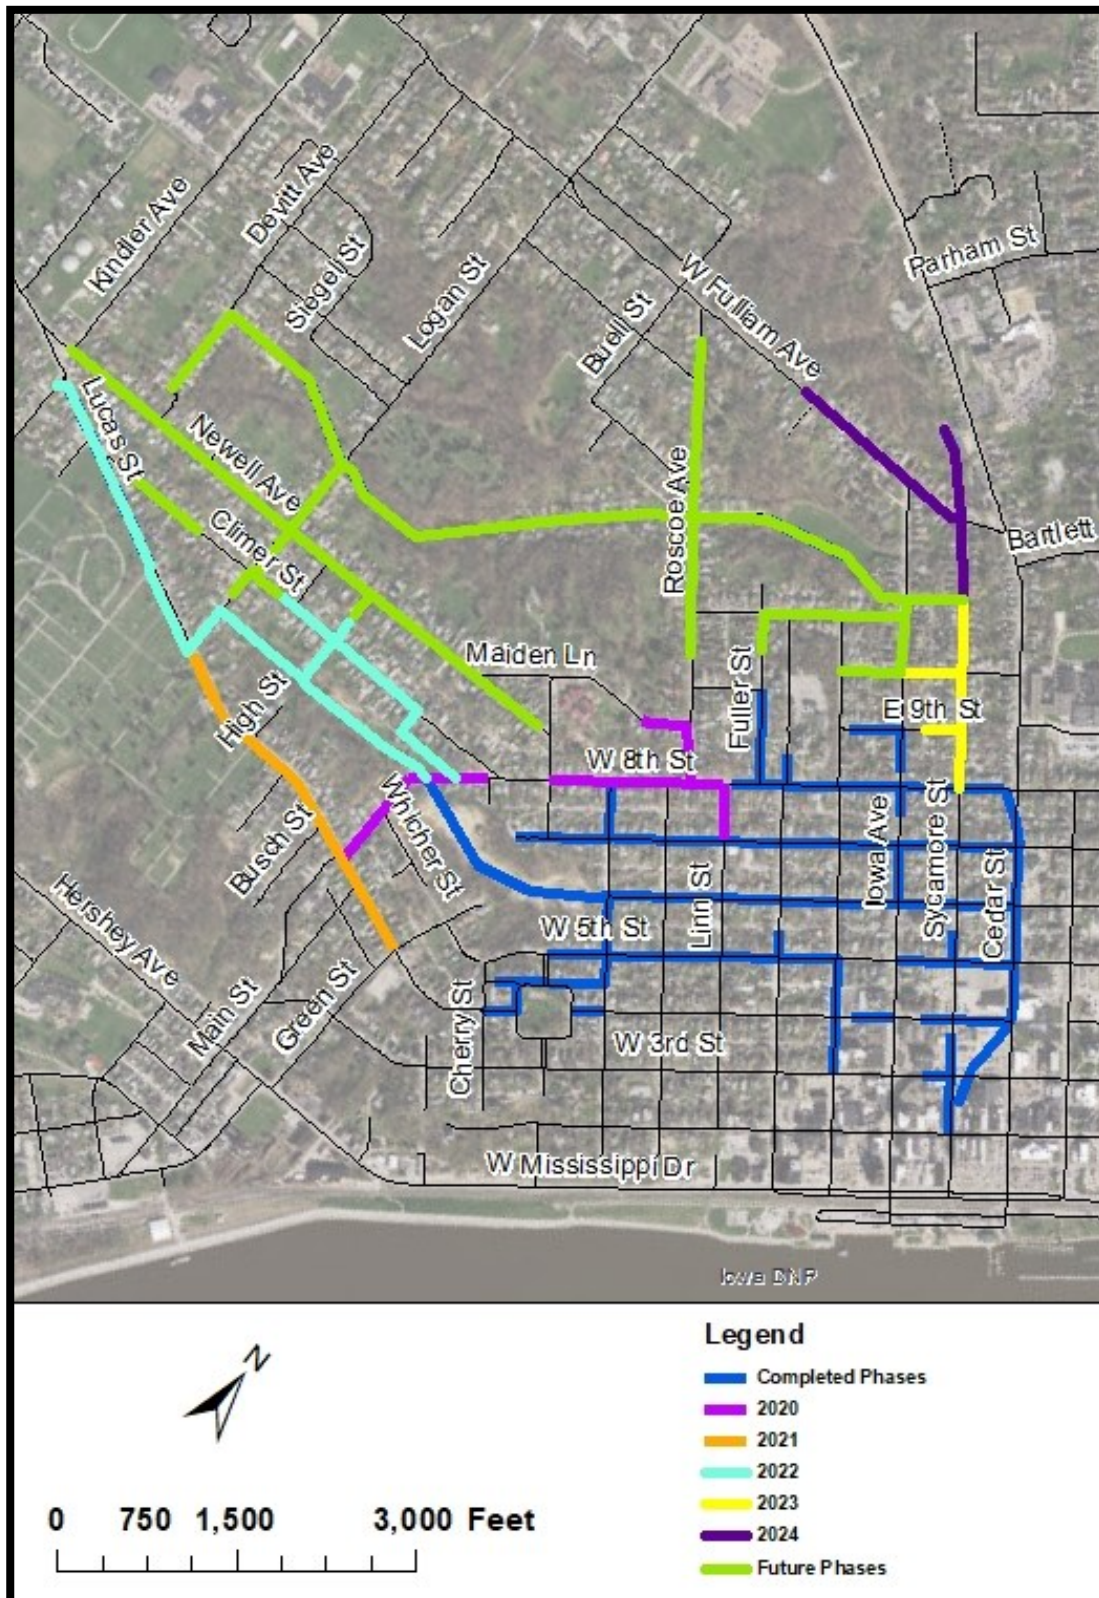 Kindler Ave
Devitt Ave
Siegel St
Logan St
Parham St
W Fulliam Ave
Buell St
Lucas St
Newell Ave
Roscoe Ave
Climer St
Bartlett
Maiden Ln
High St
Fuller St
E 9th St
W 8th St
Whicher St
Busch St
Iowa Ave
Sycamore St
Cedar St
Linn St
Hershey Ave
W 5th St
Main St
Green St
Cherry St
W 3rd St
W Mississippi Dr
Iowa DNR
N
0 750 1,500 3,000 Feet
Legend
Completed Phases
2020
2021
2022
2023
2024
Future Phases